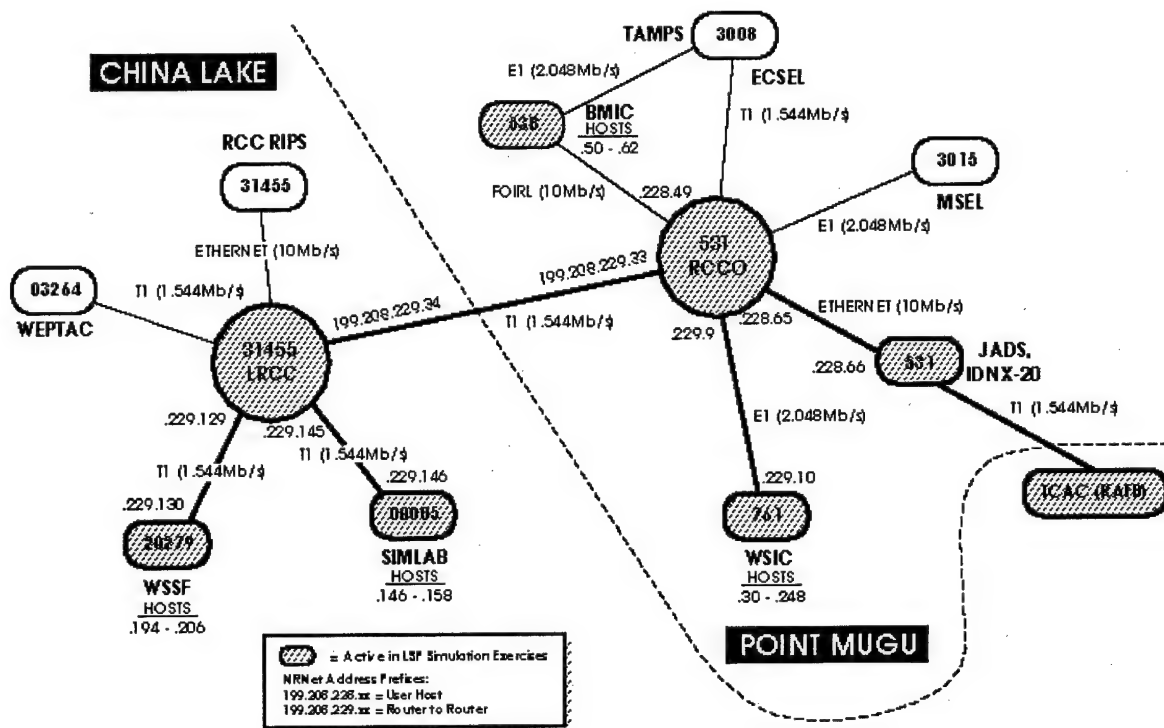 TAMPS
3008
E1 (2.048Mb/s)
ECSEL
CHINA LAKE
538
BMIC
HOSTS
.50 - .62
T1 (1.544Mb/s)
RCC RIPS
31455
FOIRL (10Mb/s)
.228.49
3015
MSEL
E1 (2.048Mb/s)
ETHERNET (10Mb/s)
531
RCCO
199.208.229.33
03264
WEPTAC
T1 (1.544Mb/s)
199.208.229.34
T1 (1.544Mb/s)
.229.9
.228.65
ETHERNET (10Mb/s)
31455
LRCC
.228.66
531
JADS,
IDNX-20
.229.129
.229.145
T1 (1.544Mb/s)
E1 (2.048Mb/s)
T1 (1.544Mb/s)
T1 (1.544Mb/s)
.229.146
.229.10
.229.130
TCAC (KAFB)
20279
WSSF
HOSTS
.194 - .206
SIMLAB
HOSTS
.146 - .158
761
WSIC
HOSTS
.30 - .248
POINT MUGU
= Active in LSP Simulation Exercises
NRNet Address Prefixes:
199.208.228.xx = User Host
199.208.229.xx = Router to Router